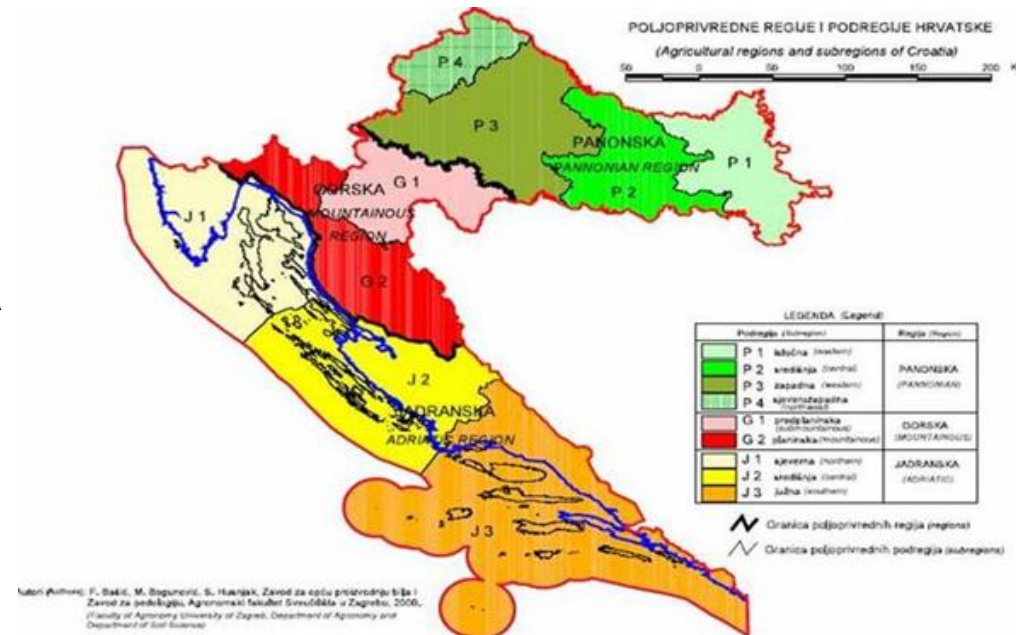 POLJOPRIVREDNE REGIJE I PODREGIJE HRVATSKE
(Agricultural regions and subregions of Croatia)
50 0 50 100 150 200 K
P 4
P 3
PANONSKA
PANNONIAN REGION
P 1
P 2
GORSKA
G 1
MOUNTAINOUS
REGION
J 1
G 2
J 2
JADRANSKA
ADRIATIC REGION
J 3
LEGENDA (Legend)
Podregija (Subregion) Regija (Region)
P 1 istočna (eastern)
P 2 središnja (central)
P 3 zapadna (western)
P 4 sjeverozapadna (northwest)
PANONSKA
(PANNONIAN)
G 1 predplaninska (submountainous)
G 2 planinska (mountainous)
GORSKA
(MOUNTAINOUS)
J 1 sjeverna (northern)
J 2 središnja (central)
J 3 južna (southern)
JADRANSKA
(ADRIATIC)
Granica poljoprivrednih regija (regions)
Granica poljoprivrednih podregija (subregions)
Autori (Authors): F. Bašić, M. Bogunović, S. Husnjak, Zavod za opću proizvodnju bilja i
Zavod za pedologiju, Agronomski fakultet Sveučilišta u Zagrebu,
(Faculty of Agronomy University of Zagreb, Department of Agronomy and
Department of Soil Science)